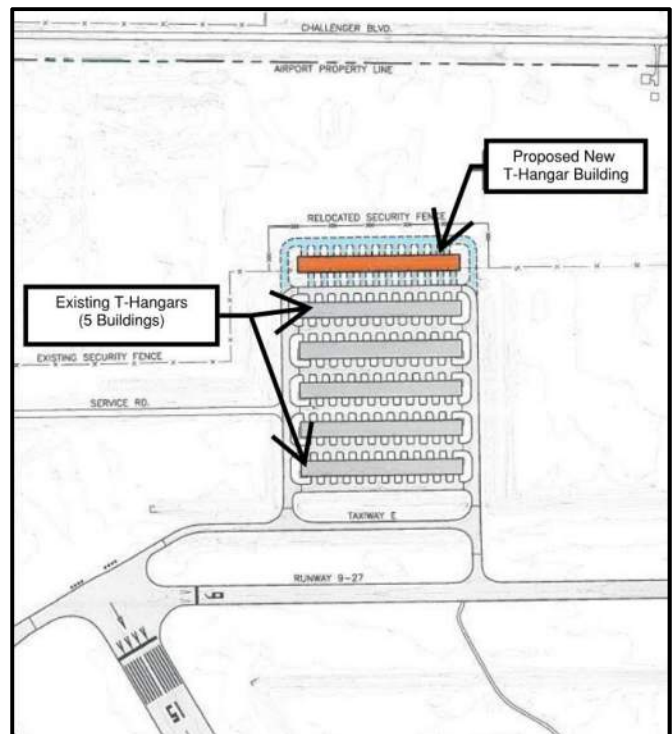 CHALLENGER BLVD.
AIRPORT PROPERTY LINE
Proposed New
T-Hangar Building
RELOCATED SECURITY FENCE
Existing T-Hangars
(5 Buildings)
EXISTING SECURITY FENCE
SERVICE RD.
TAXIWAY E
RUNWAY 9-27
9
15